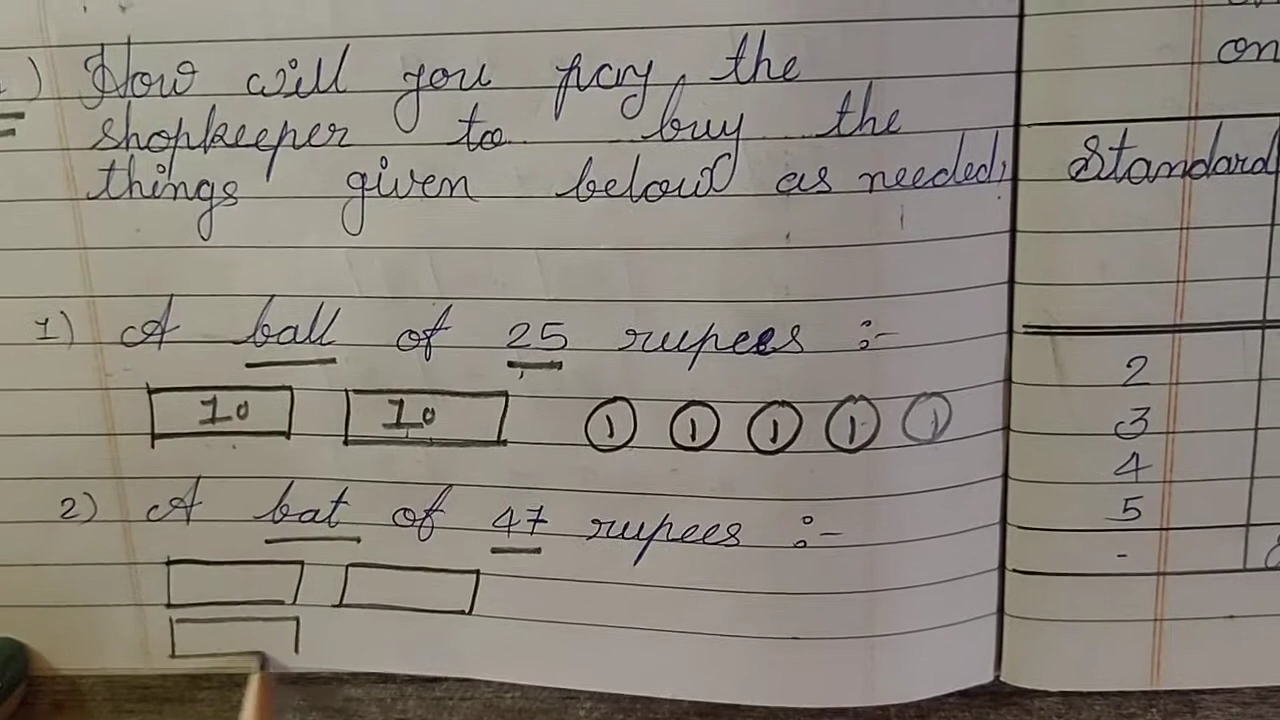 How will you pay the
shopkeeper to buy the
things given below as needed.
1) A ball of 25 rupees :-
10 10 1 1 1 1 1
2) A bat of 47 rupees :-
on
Standard
2
3
4
5
-